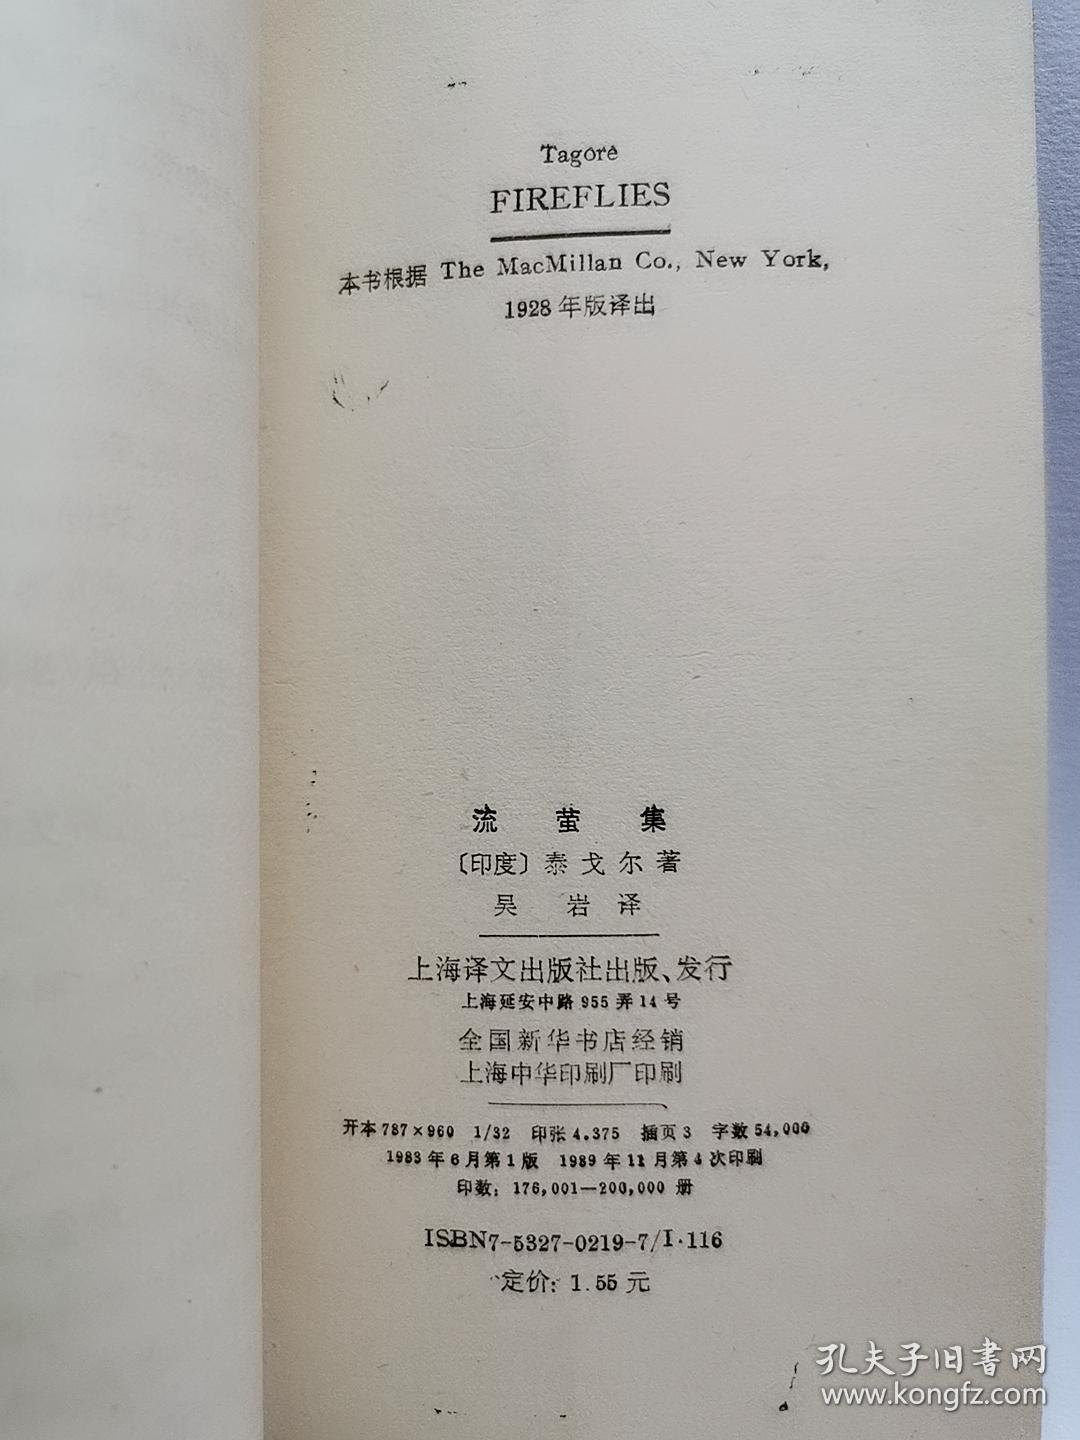 Tagore
FIREFLIES
本书根据 The MacMillan Co., New York,
1928 年版译出
流 萤 集
〔印度〕泰戈尔 著
吴 岩 译
上海译文出版社出版、发行
上海延安中路 955 弄 14 号
全国新华书店经销
上海中华印刷厂印刷
开本 787×960 1/32 印张 4.375 插页 3 字数 54,000
1983 年 6 月第 1 版 1989 年 11 月第 4 次印刷
印数: 176,001—200,000 册
ISBN7-5327-0219-7/I·116
定价: 1.55 元
孔夫子旧書网
www.kongfz.com